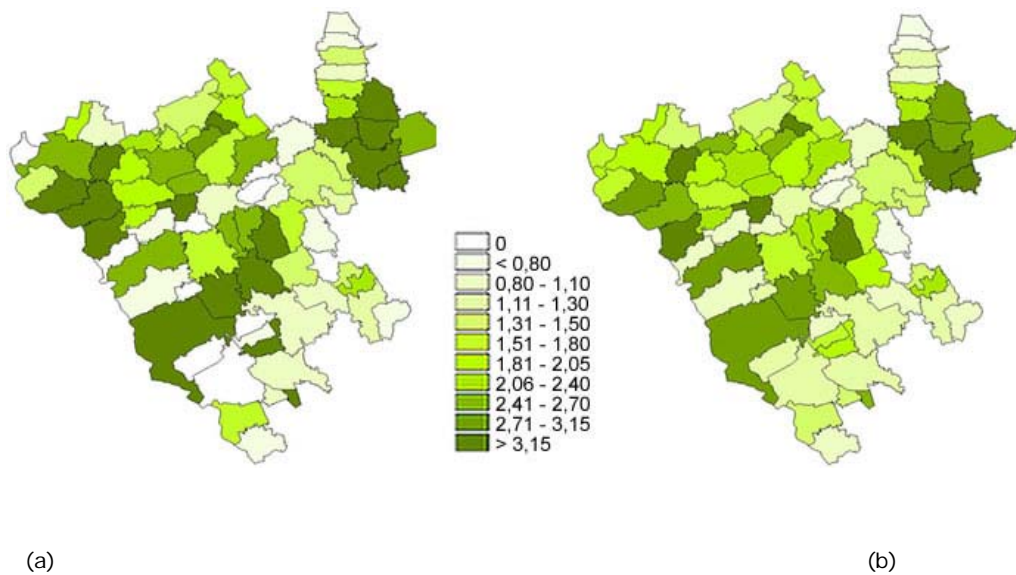 0
< 0,80
0,80 - 1,10
1,11 - 1,30
1,31 - 1,50
1,51 - 1,80
1,81 - 2,05
2,06 - 2,40
2,41 - 2,70
2,71 - 3,15
> 3,15
(a) (b)